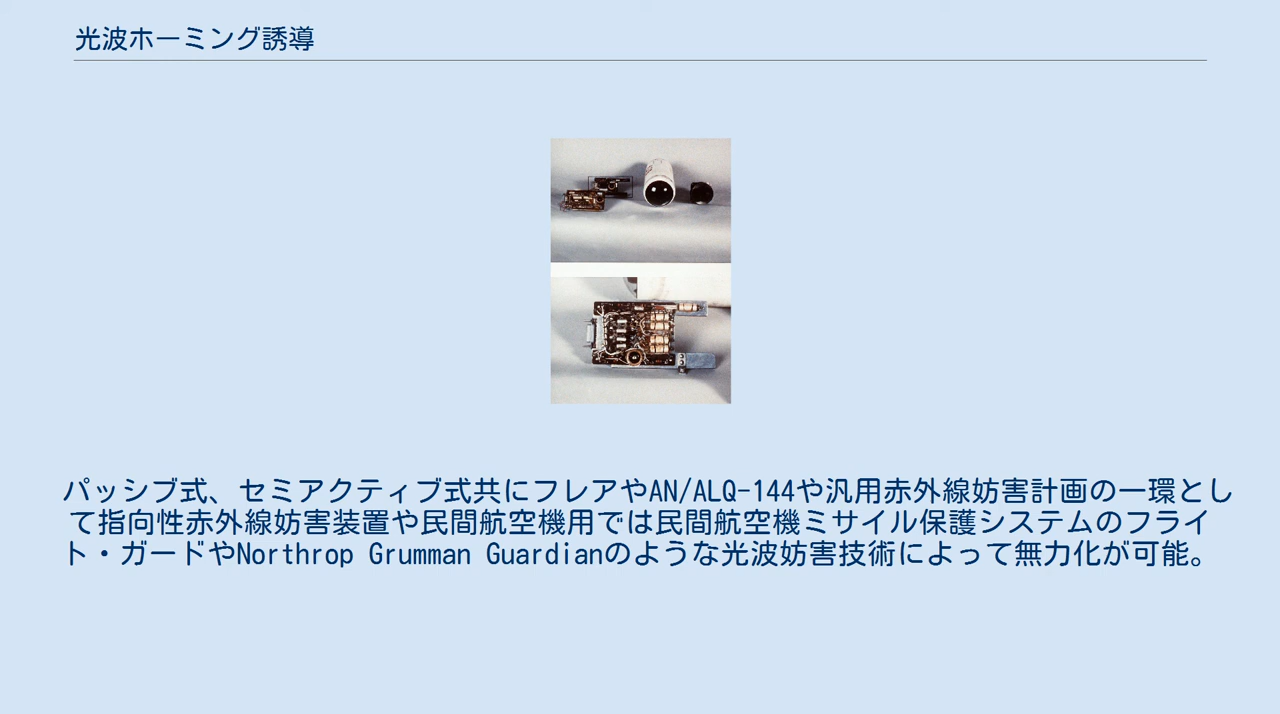 光波ホーミング誘導
パッシブ式、セミアクティブ式共にフレアやAN/ALQ-144や汎用赤外線妨害計画の一環とし
て指向性赤外線妨害装置や民間航空機用では民間航空機ミサイル保護システムのフライ
ト・ガードやNorthrop Grumman Guardianのような光波妨害技術によって無力化が可能。